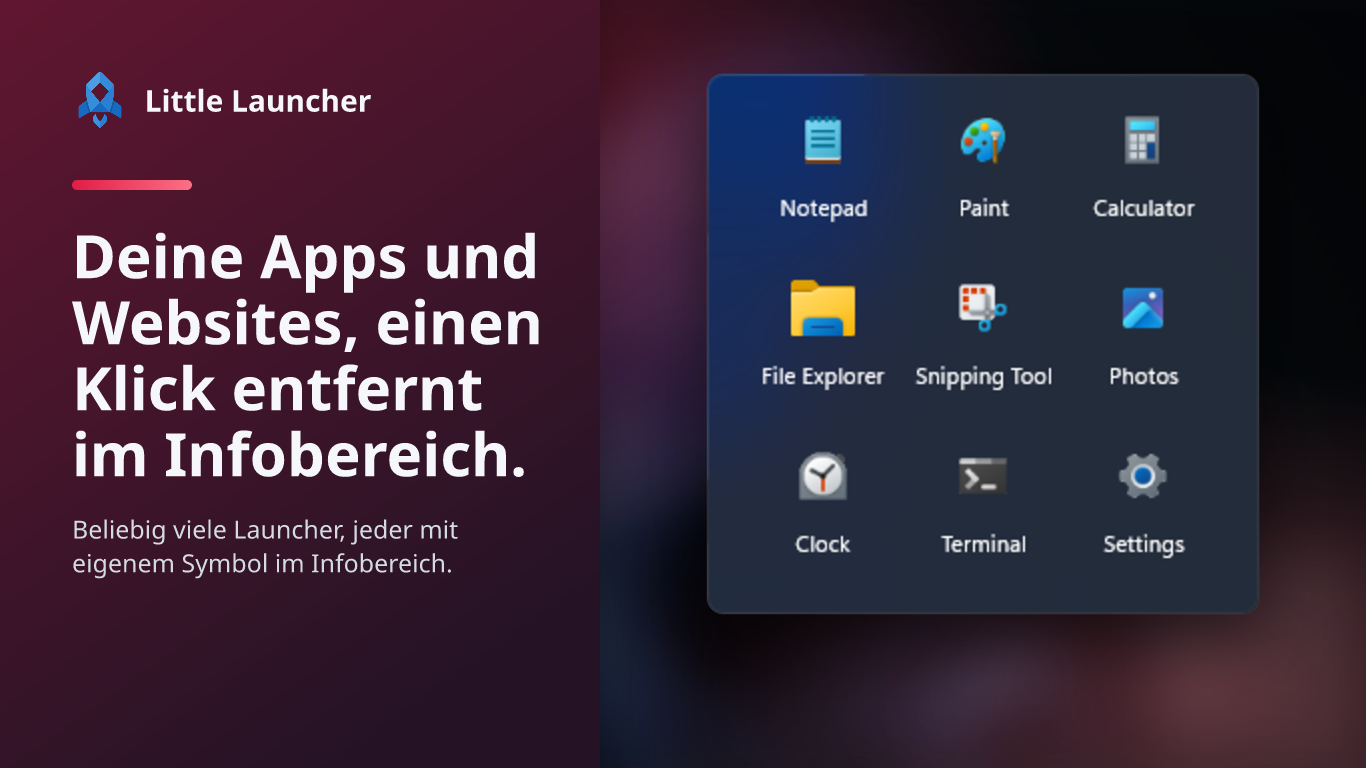 Little Launcher
Deine Apps und
Websites, einen
Klick entfernt
im Infobereich.
Beliebig viele Launcher, jeder mit
eigenem Symbol im Infobereich.
Notepad
Paint
Calculator
File Explorer
Snipping Tool
Photos
Clock
Terminal
Settings